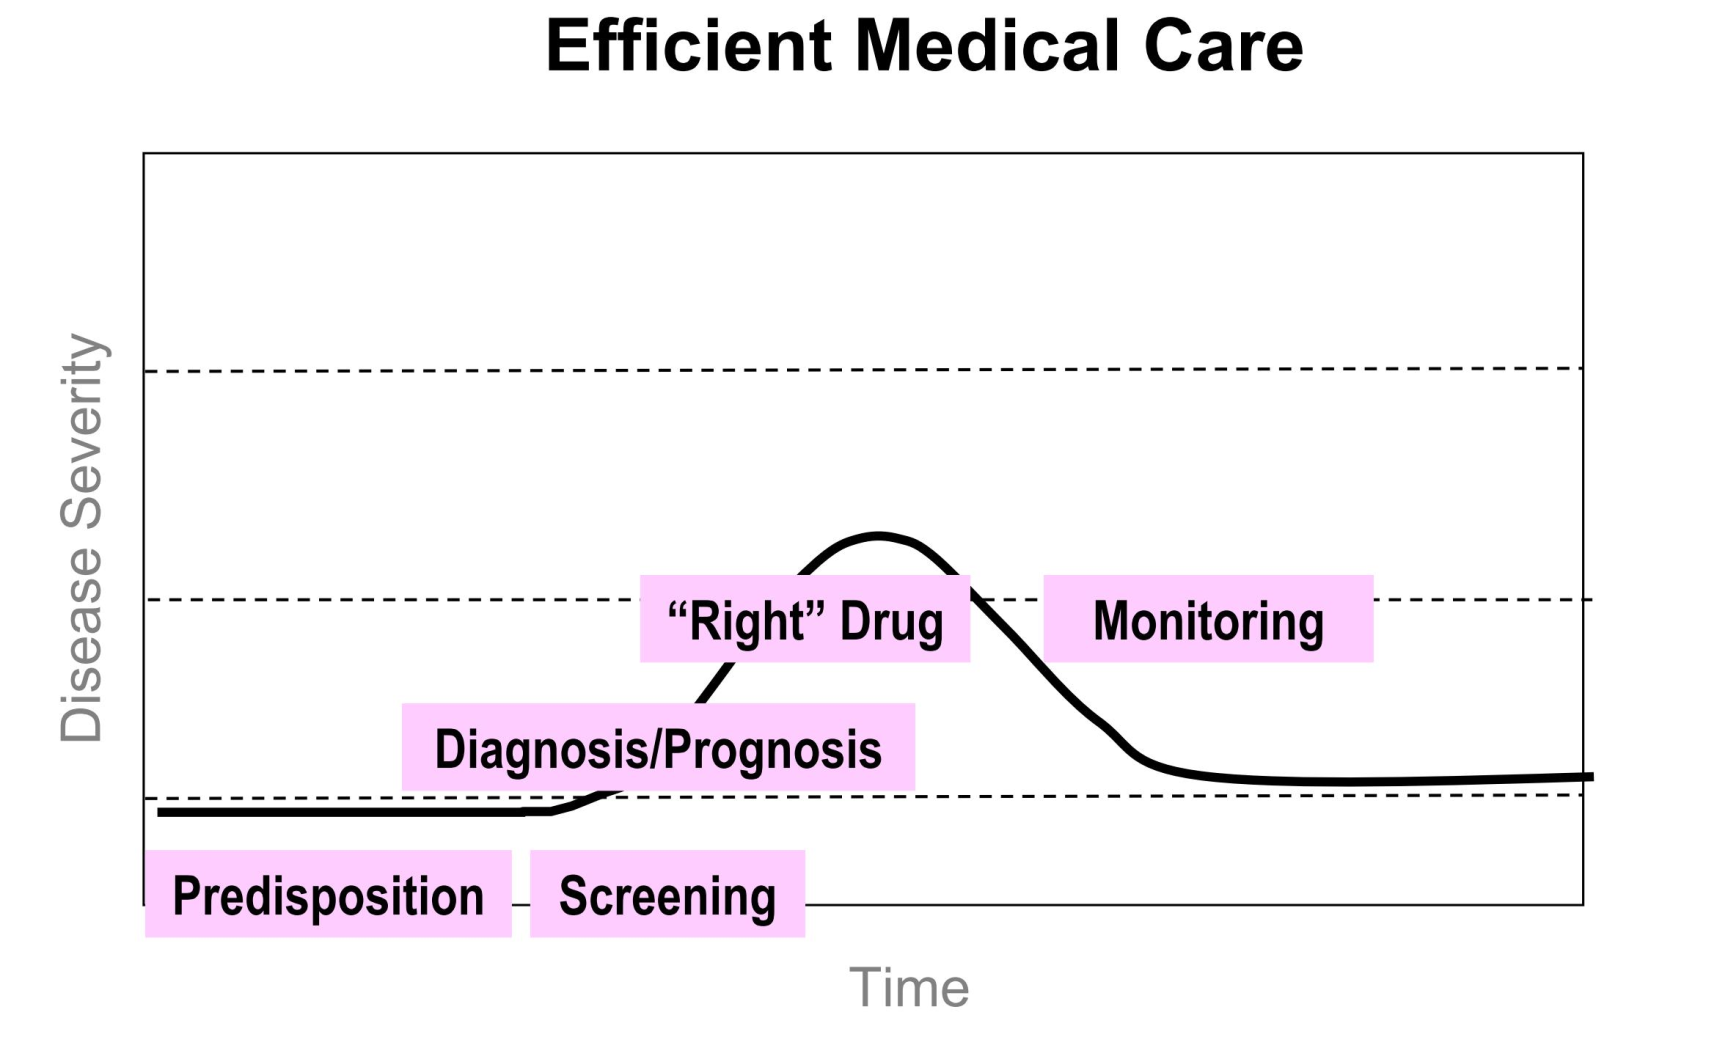 Efficient Medical Care
Disease Severity
“Right” Drug
Monitoring
Diagnosis/Prognosis
Predisposition
Screening
Time